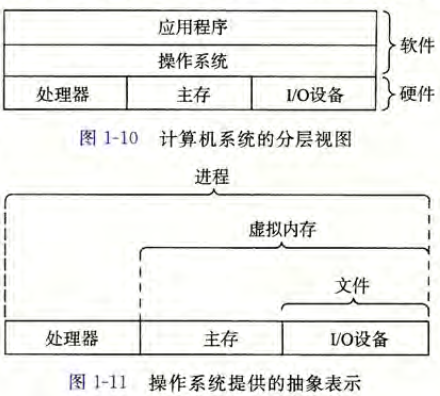 应用程序
操作系统
软件
处理器 主存 I/O设备
硬件
图 1-10 计算机系统的分层视图
进程
虚拟内存
文件
处理器 主存 I/O设备
图 1-11 操作系统提供的抽象表示